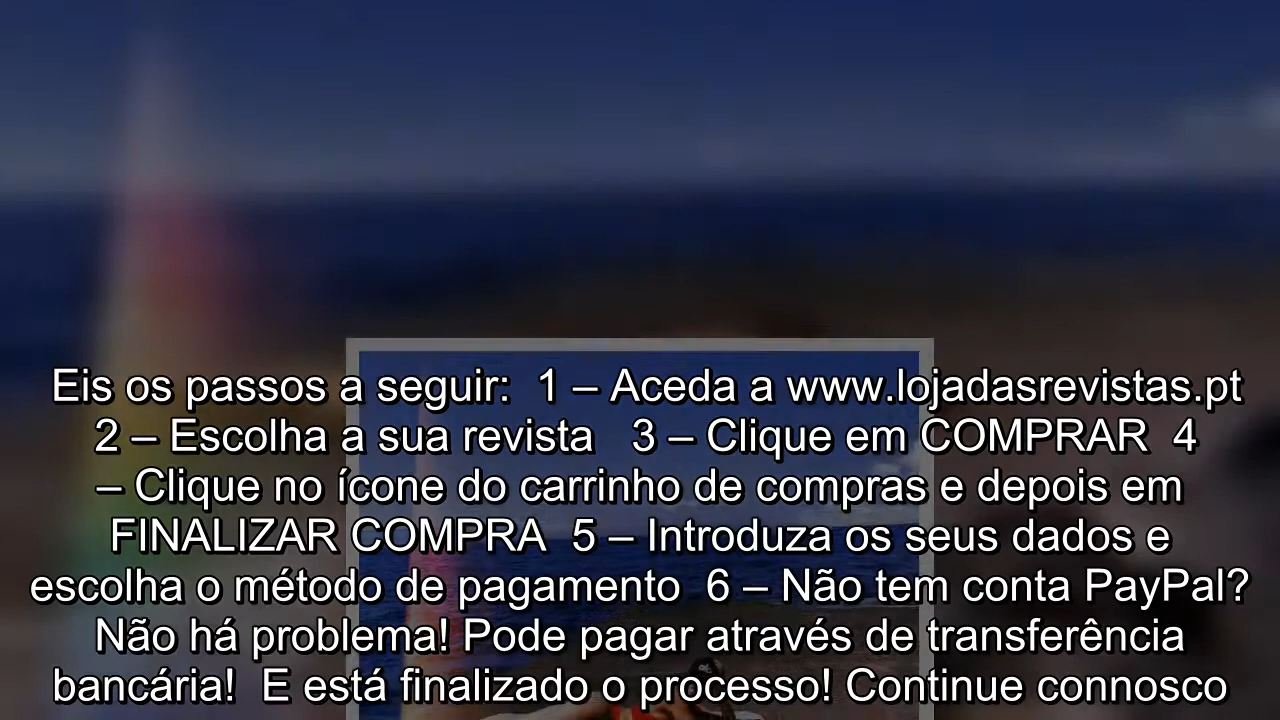 Eis os passos a seguir:  1 – Aceda a www.lojadasrevistas.pt
2 – Escolha a sua revista   3 – Clique em COMPRAR  4
– Clique no ícone do carrinho de compras e depois em
FINALIZAR COMPRA  5 – Introduza os seus dados e
escolha o método de pagamento  6 – Não tem conta PayPal?
Não há problema! Pode pagar através de transferência
bancária!  E está finalizado o processo! Continue connosco